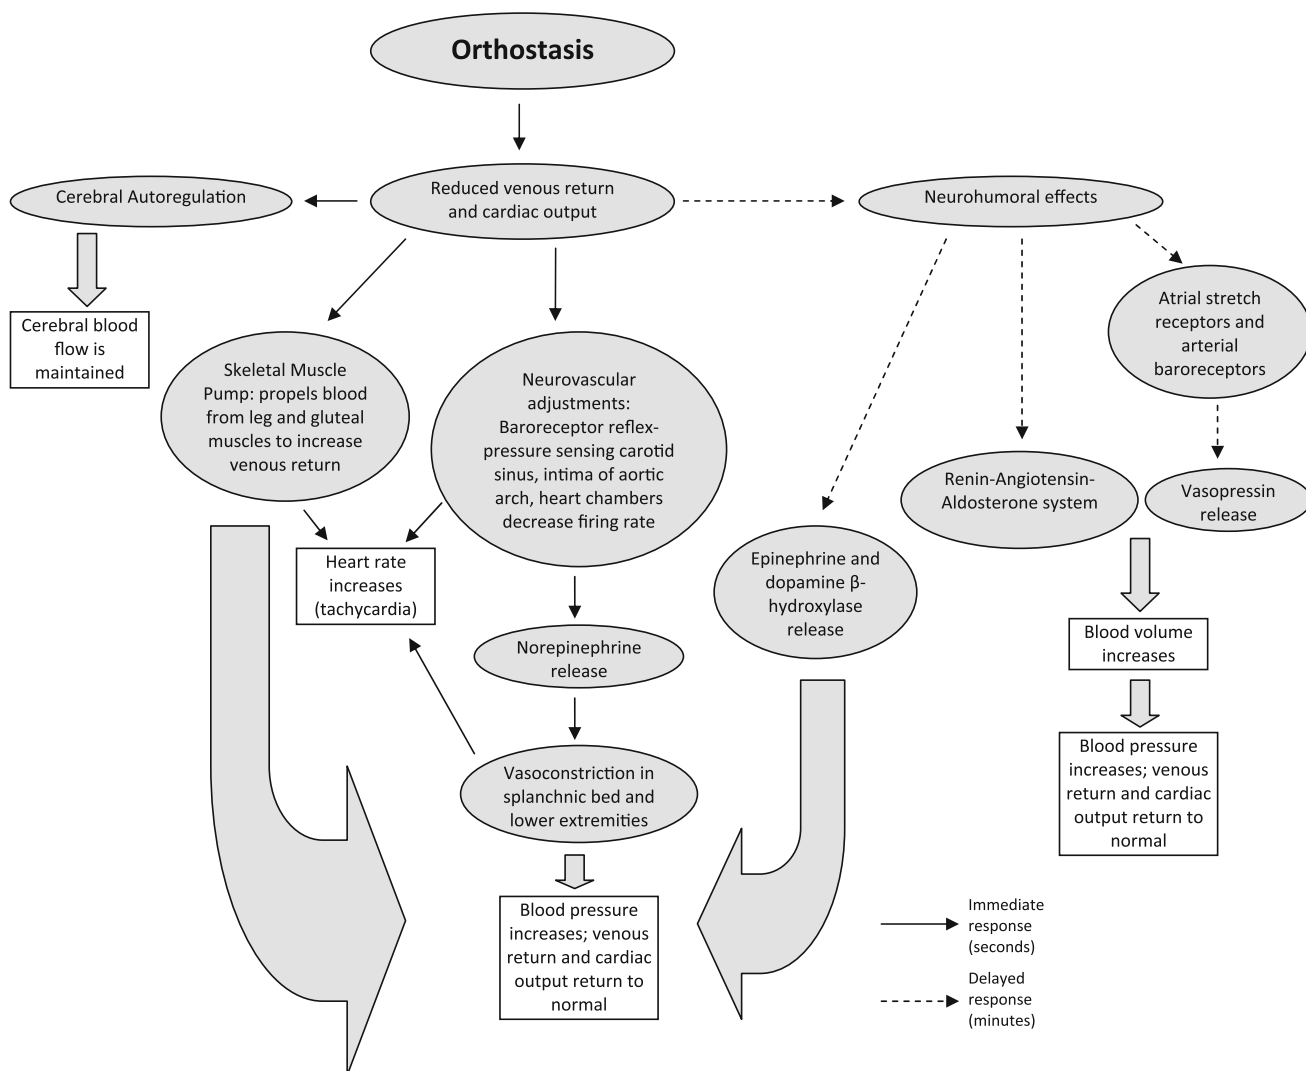 Orthostasis
Cerebral Autoregulation
Reduced venous return
and cardiac output
Neurohumoral effects
Cerebral blood
flow is
maintained
Skeletal Muscle
Pump: propels blood
from leg and gluteal
muscles to increase
venous return
Neurovascular
adjustments:
Baroreceptor reflex-
pressure sensing carotid
sinus, intima of aortic
arch, heart chambers
decrease firing rate
Atrial stretch
receptors and
arterial
baroreceptors
Renin-Angiotensin-
Aldosterone system
Vasopressin
release
Heart rate
increases
(tachycardia)
Epinephrine and
dopamine β-
hydroxylase
release
Norepinephrine
release
Blood volume
increases
Vasoconstriction in
splanchnic bed and
lower extremities
Blood pressure
increases; venous
return and cardiac
output return to
normal
Blood pressure
increases; venous
return and cardiac
output return to
normal
Immediate
response
(seconds)
Delayed
response
(minutes)